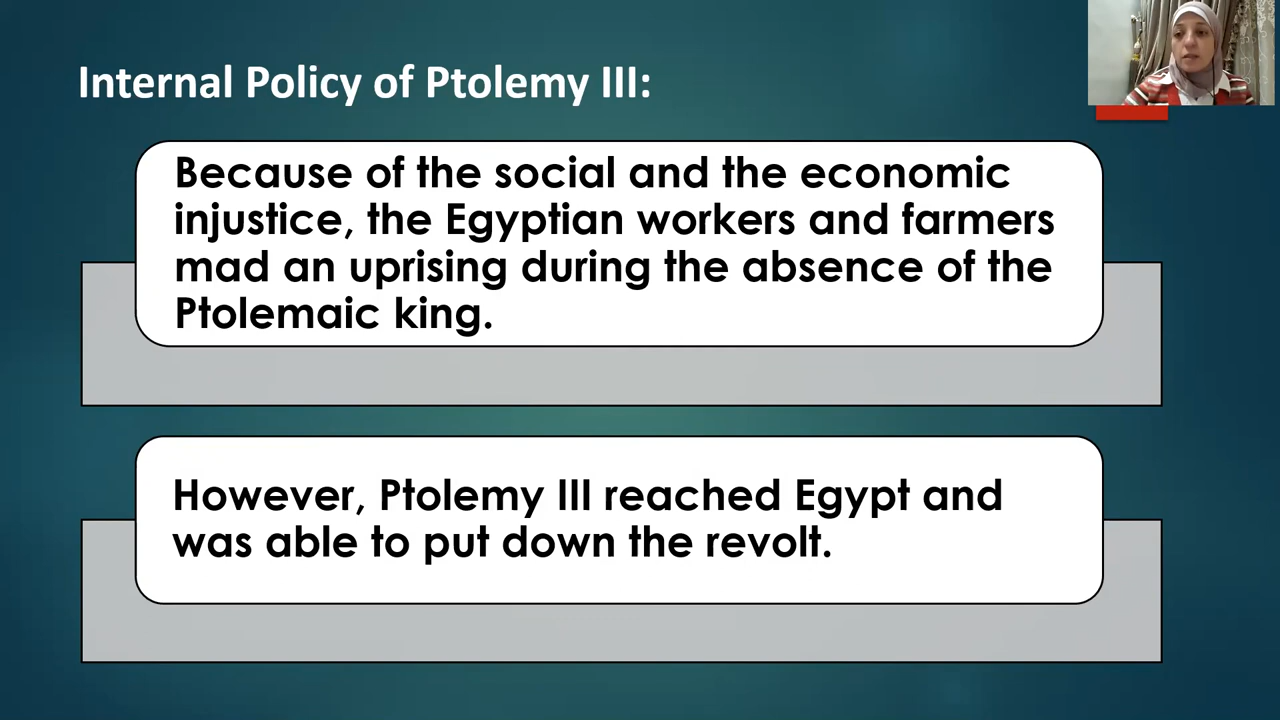 Internal Policy of Ptolemy III:
Because of the social and the economic
injustice, the Egyptian workers and farmers
mad an uprising during the absence of the
Ptolemaic king.
However, Ptolemy III reached Egypt and
was able to put down the revolt.